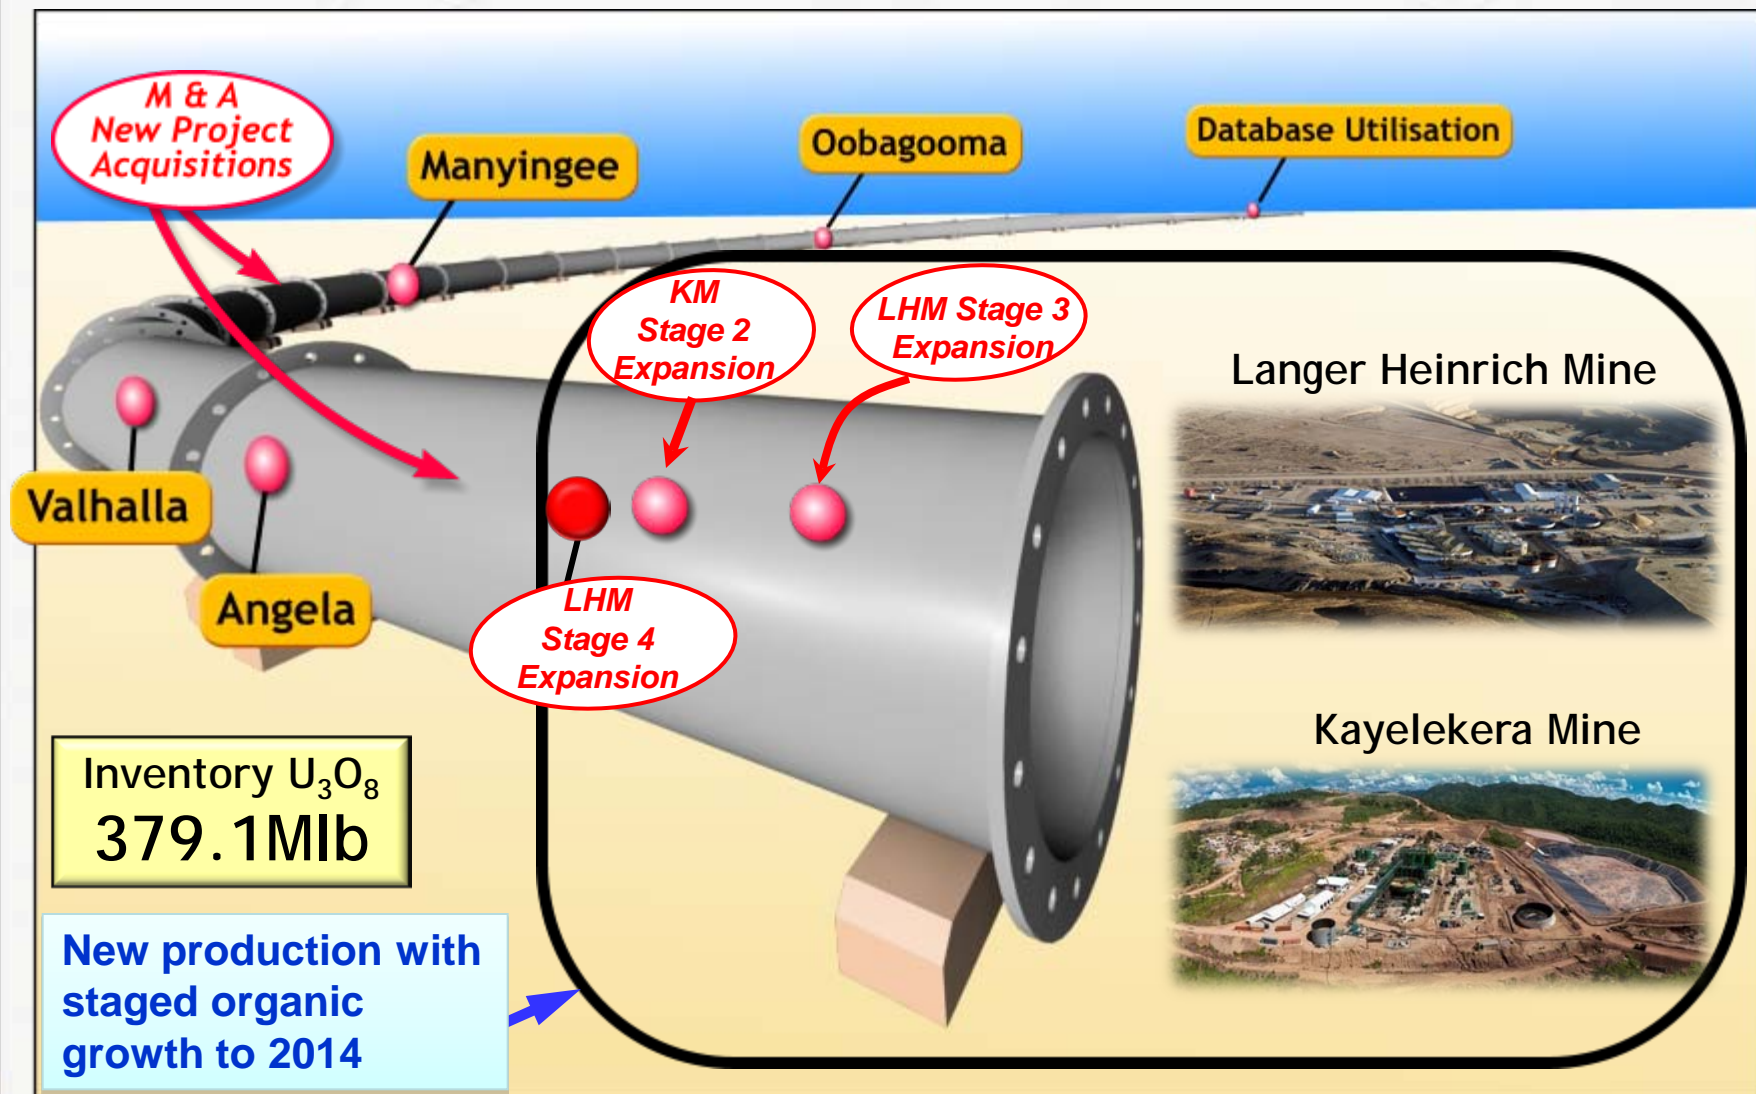 M & A
New Project
Acquisitions
Manyingee
Oobagooma
Database Utilisation
KM
Stage 2
Expansion
LHM Stage 3
Expansion
Langer Heinrich Mine
Valhalla
Angela
LHM
Stage 4
Expansion
Kayelekera Mine
Inventory U₃O₈
379.1Mlb
New production with
staged organic
growth to 2014